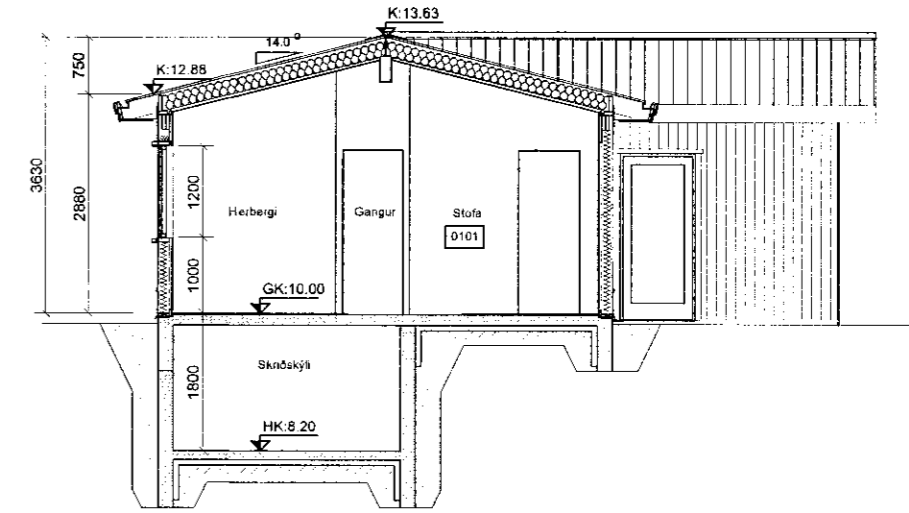 K:13.63
14.0°
750
K:12.88
3630
2880
1200
Herbergi
Gangur
Stofa
0101
1000
GK:10.00
1800
Skriðskýli
HK:8.20